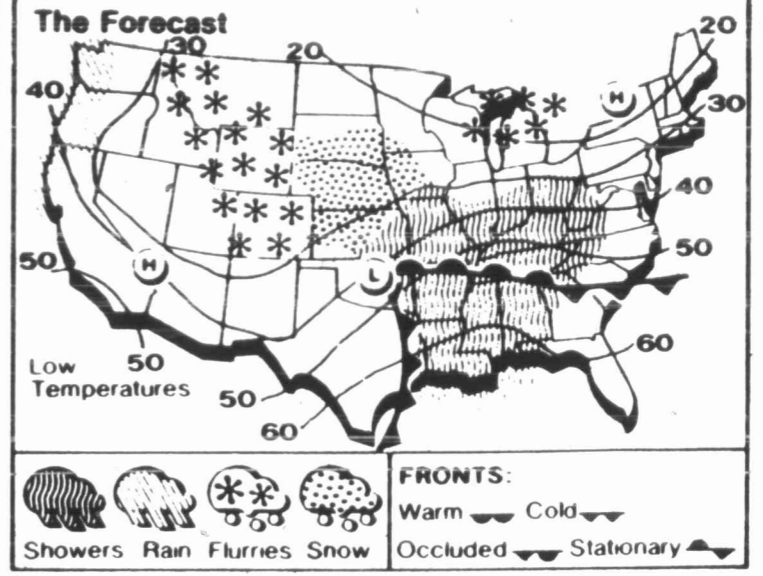 The Forecast
30
20
20
40
H
30
40
50
H
L
50
50
60
Low
Temperatures
50
60
FRONTS:
Warm Cold
Showers Rain Flurries Snow
Occluded Stationary